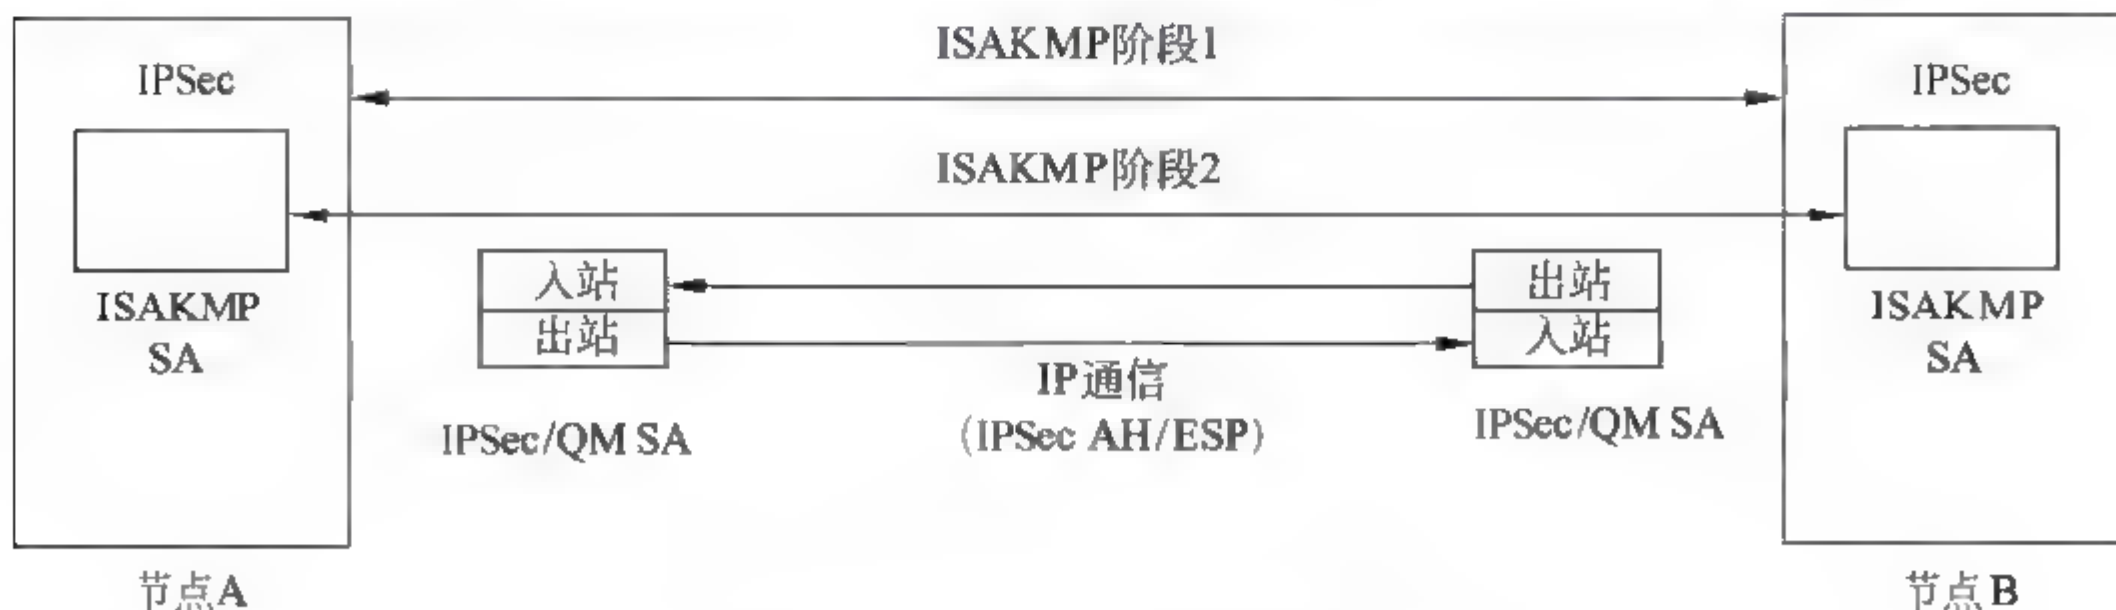 ISAKMP阶段1
IPSec
IPSec
ISAKMP阶段2
入站
出站
出站
入站
ISAKMP
SA
ISAKMP
SA
IP通信
(IPSec AH/ESP)
IPSec/QM SA
IPSec/QM SA
节点A
节点B